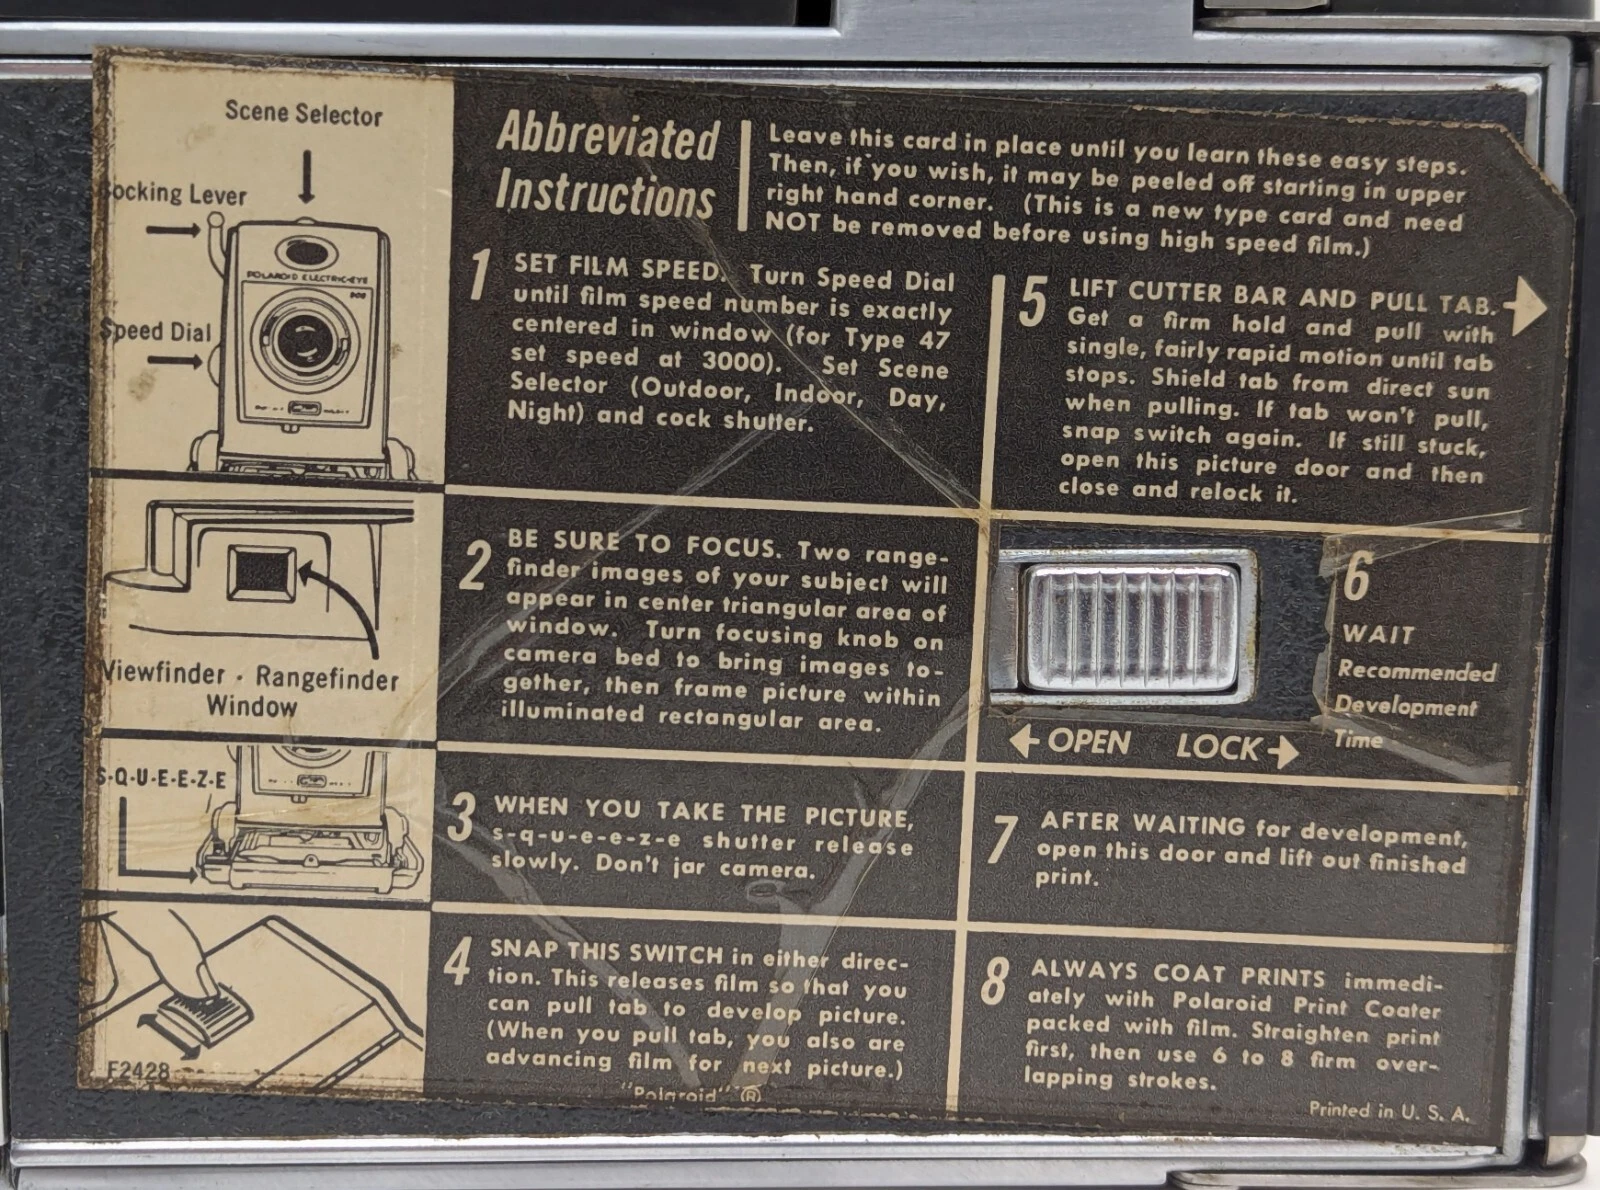 Scene Selector
ocking Lever
POLAROID ELECTRIC-EYE
900
Speed Dial
Viewfinder · Rangefinder
Window
S-Q-U-E-E-Z-E
F2428
Abbreviated
Instructions
Leave this card in place until you learn these easy steps.
Then, if you wish, it may be peeled off starting in upper
right hand corner. (This is a new type card and need
NOT be removed before using high speed film.)
1 SET FILM SPEED. Turn Speed Dial
until film speed number is exactly
centered in window (for Type 47
set speed at 3000). Set Scene
Selector (Outdoor, Indoor, Day,
Night) and cock shutter.
2 BE SURE TO FOCUS. Two range-
finder images of your subject will
appear in center triangular area of
window. Turn focusing knob on
camera bed to bring images to-
gether, then frame picture within
illuminated rectangular area.
3 WHEN YOU TAKE THE PICTURE,
s-q-u-e-e-z-e shutter release
slowly. Don't jar camera.
4 SNAP THIS SWITCH in either direc-
tion. This releases film so that you
can pull tab to develop picture.
(When you pull tab, you also are
advancing film for next picture.)
"Polaroid" ®
5 LIFT CUTTER BAR AND PULL TAB.
Get a firm hold and pull with
single, fairly rapid motion until tab
stops. Shield tab from direct sun
when pulling. If tab won't pull,
snap switch again. If still stuck,
open this picture door and then
close and relock it.
6
WAIT
Recommended
Development
Time
OPEN LOCK
7 AFTER WAITING for development,
open this door and lift out finished
print.
8 ALWAYS COAT PRINTS immedi-
ately with Polaroid Print Coater
packed with film. Straighten print
first, then use 6 to 8 firm over-
lapping strokes.
Printed in U. S. A.